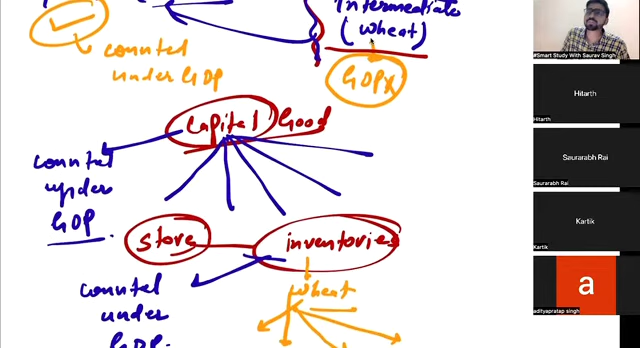 Intermediate
(wheat)
counted
under GDP
GDPX
Capital Good
counted
under
GDP.
Store
inventories
counted
under
GDP.
wheat
#Smart Study With Saurav Singh
Hitarth
Hitarth
Saurarabh Rai
Saurarabh Rai
Kartik
Kartik
a
adityapratap singh